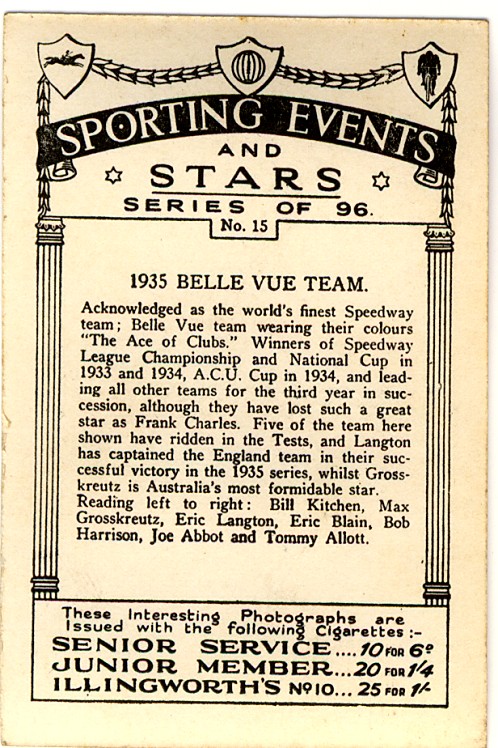 SPORTING EVENTS
AND
STARS
SERIES OF 96.
No. 15
1935 BELLE VUE TEAM.
Acknowledged as the world's finest Speedway
team; Belle Vue team wearing their colours
"The Ace of Clubs." Winners of Speedway
League Championship and National Cup in
1933 and 1934, A.C.U. Cup in 1934, and lead-
ing all other teams for the third year in suc-
cession, although they have lost such a great
star as Frank Charles. Five of the team here
shown have ridden in the Tests, and Langton
has captained the England team in their suc-
cessful victory in the 1935 series, whilst Gross-
kreutz is Australia's most formidable star.
Reading left to right: Bill Kitchen, Max
Grosskreutz, Eric Langton, Eric Blain, Bob
Harrison, Joe Abbot and Tommy Allott.
These Interesting Photographs are
Issued with the following Cigarettes:-
SENIOR SERVICE.... 10 FOR 6D
JUNIOR MEMBER... 20 FOR 1/4
ILLINGWORTH'S No 10... 25 FOR 1/-